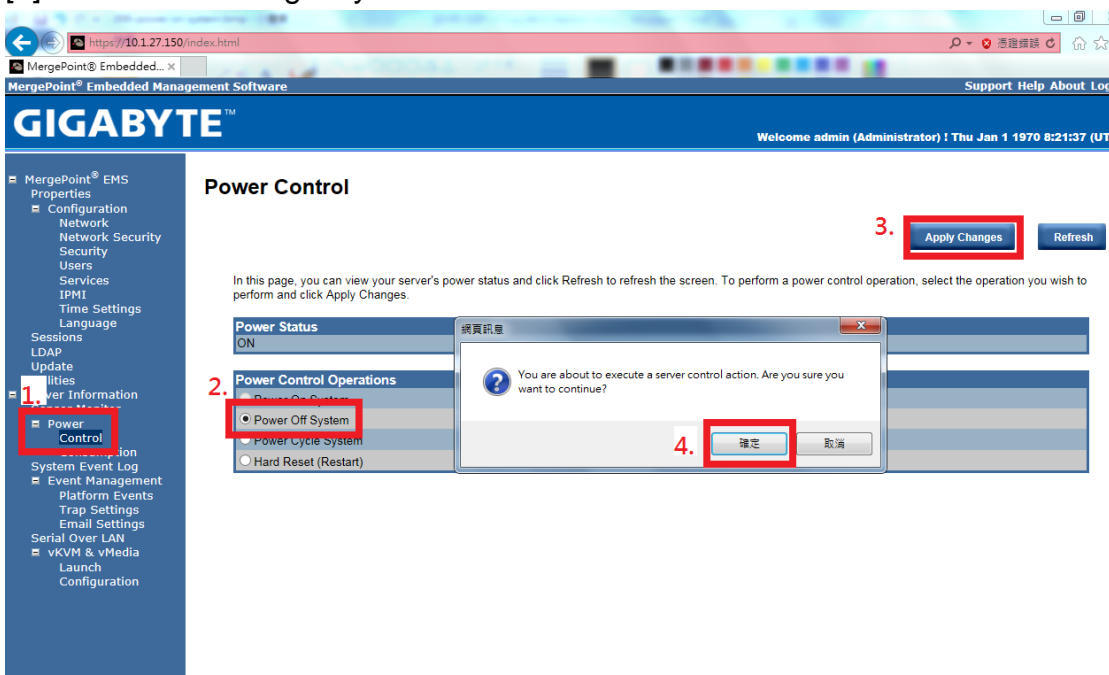 https://10.1.27.150/index.html
憑證錯誤
MergePoint® Embedded... ×
MergePoint® Embedded Management Software
Support Help About Log
GIGABYTE™
Welcome admin (Administrator) ! Thu Jan 1 1970 8:21:37 (UT
MergePoint® EMS
Properties
Configuration
Network
Network Security
Security
Users
Services
IPMI
Time Settings
Language
Sessions
LDAP
Update
1.
Power
Control
System Event Log
Event Management
Platform Events
Trap Settings
Email Settings
Serial Over LAN
vKVM & vMedia
Launch
Configuration
Power Control
3.
Apply Changes
Refresh
In this page, you can view your server's power status and click Refresh to refresh the screen. To perform a power control operation, select the operation you wish to
perform and click Apply Changes.
Power Status
ON
2.
Power Control Operations
Power On System
Power Off System
Power Cycle System
Hard Reset (Restart)
網頁訊息
You are about to execute a server control action. Are you sure you
want to continue?
4.
確定
取消